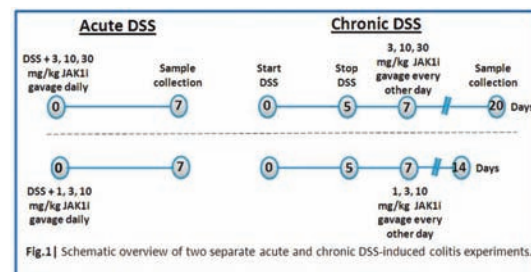 Acute DSS
Chronic DSS
DSS + 3, 10, 30
mg/kg JAK1i
gavage daily
Sample
collection
Start
DSS
Stop
DSS
3, 10, 30
mg/kg JAK1i
gavage every
other day
Sample
collection
0
7
0
5
7
20
Days
0
7
0
5
7
14
Days
DSS + 1, 3, 10
mg/kg JAK1i
gavage daily
1, 3, 10
mg/kg JAK1i
gavage every
other day
Fig.1| Schematic overview of two separate acute and chronic DSS-induced colitis experiments.